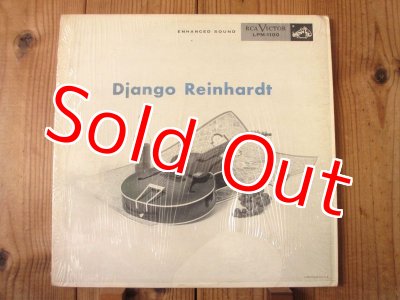 ENHANCED SOUND
RCA VICTOR
LPM-1100
Django Reinhardt
Sold Out